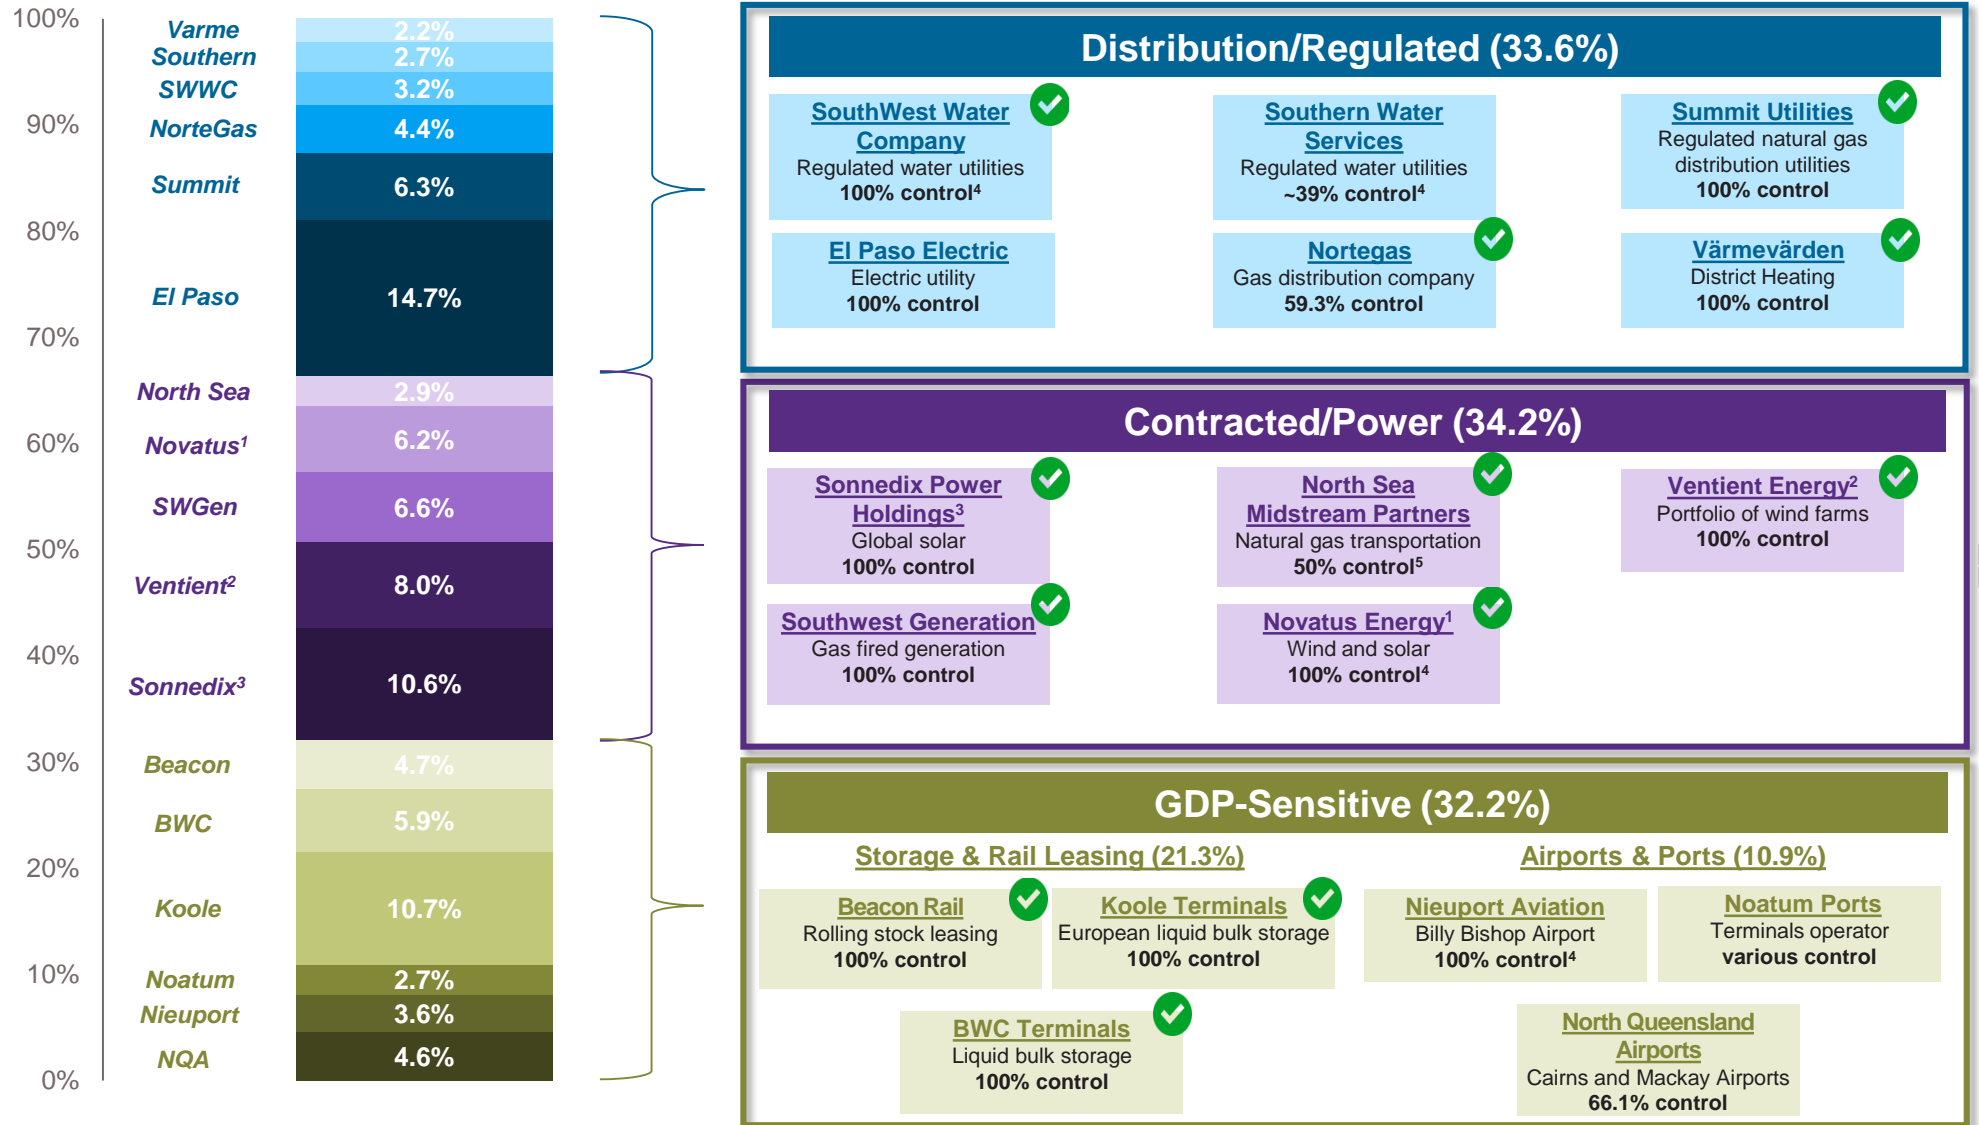 100%
90%
80%
70%
60%
50%
40%
30%
20%
10%
0%
Varme 2.2%
Southern 2.7%
SWWC 3.2%
NorteGas 4.4%
Summit 6.3%
El Paso 14.7%
North Sea 2.9%
Novatus¹ 6.2%
SWGen 6.6%
Ventient² 8.0%
Sonnedix³ 10.6%
Beacon 4.7%
BWC 5.9%
Koole 10.7%
Noatum 2.7%
Nieuport 3.6%
NQA 4.6%
Distribution/Regulated (33.6%)
SouthWest Water
Company
Regulated water utilities
100% control⁴
Southern Water
Services
Regulated water utilities
~39% control⁴
Summit Utilities
Regulated natural gas
distribution utilities
100% control
El Paso Electric
Electric utility
100% control
Nortegas
Gas distribution company
59.3% control
Värmevärden
District Heating
100% control
Contracted/Power (34.2%)
Sonnedix Power
Holdings³
Global solar
100% control
North Sea
Midstream Partners
Natural gas transportation
50% control⁵
Ventient Energy²
Portfolio of wind farms
100% control
Southwest Generation
Gas fired generation
100% control
Novatus Energy¹
Wind and solar
100% control⁴
GDP-Sensitive (32.2%)
Storage & Rail Leasing (21.3%)
Beacon Rail
Rolling stock leasing
100% control
Koole Terminals
European liquid bulk storage
100% control
BWC Terminals
Liquid bulk storage
100% control
Airports & Ports (10.9%)
Nieuport Aviation
Billy Bishop Airport
100% control⁴
Noatum Ports
Terminals operator
various control
North Queensland
Airports
Cairns and Mackay Airports
66.1% control